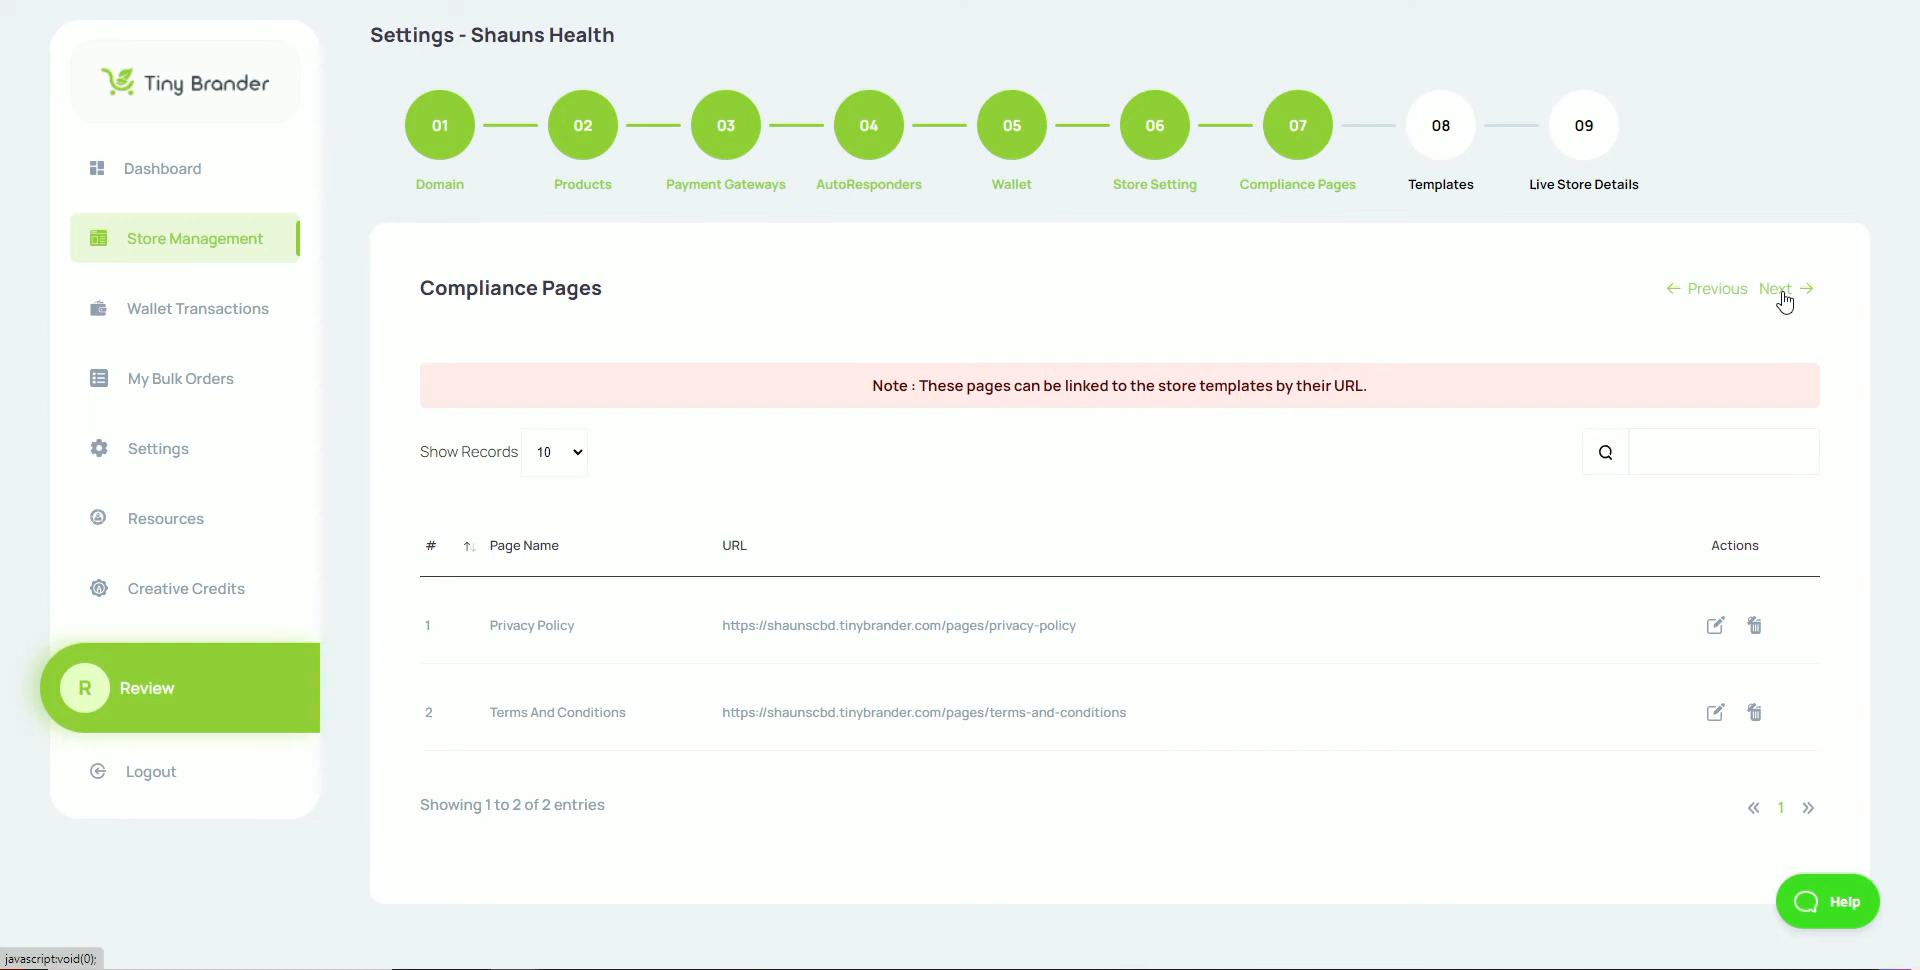 Settings - Shauns Health
Tiny Brander
01 02 03 04 05 06 07 08 09
Domain Products Payment Gateways AutoResponders Wallet Store Setting Compliance Pages Templates Live Store Details
Dashboard
Store Management
Wallet Transactions
My Bulk Orders
Settings
Resources
Creative Credits
R Review
Logout
Compliance Pages
← Previous Next →
Note : These pages can be linked to the store templates by their URL.
Show Records 10
# ↑↓ Page Name URL Actions
1 Privacy Policy https://shaunscbd.tinybrander.com/pages/privacy-policy
2 Terms And Conditions https://shaunscbd.tinybrander.com/pages/terms-and-conditions
Showing 1 to 2 of 2 entries
« 1 »
Help
javascript:void(0);